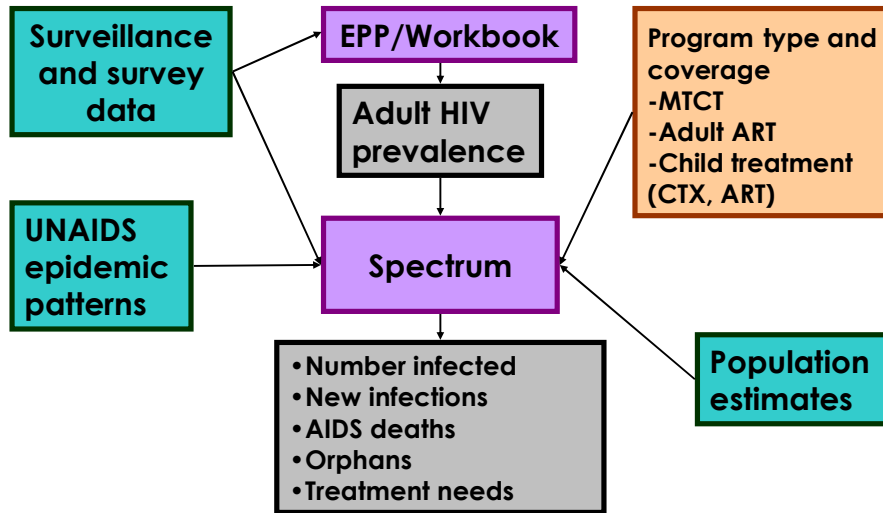 Surveillance
and survey
data
EPP/Workbook
Program type and
coverage
-MTCT
-Adult ART
-Child treatment
(CTX, ART)
Adult HIV
prevalence
UNAIDS
epidemic
patterns
Spectrum
•Number infected
•New infections
•AIDS deaths
•Orphans
•Treatment needs
Population
estimates